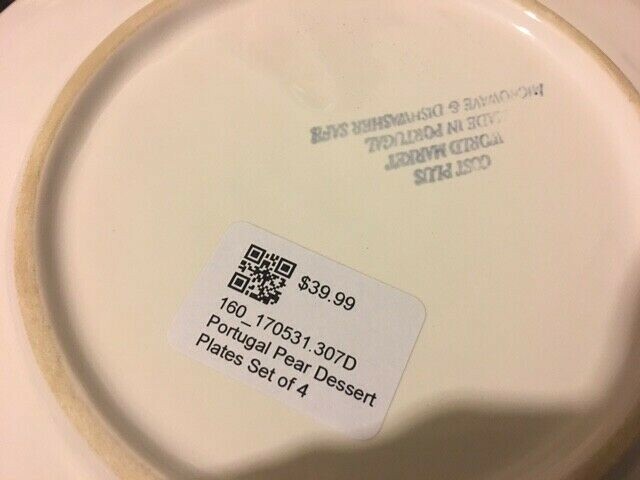 COST PLUS
WORLD MARKET
MADE IN PORTUGAL
MICROWAVE & DISHWASHER SAFE
$39.99
160_170531.307D
Portugal Pear Dessert
Plates Set of 4